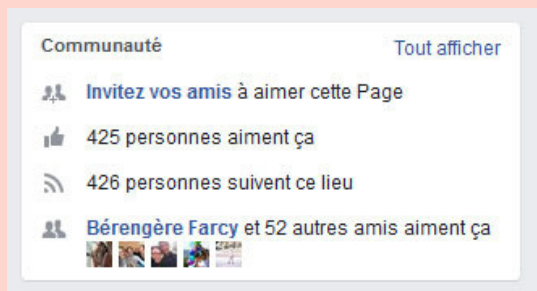 Communauté
Tout afficher
Invitez vos amis à aimer cette Page
425 personnes aiment ça
426 personnes suivent ce lieu
Bérengère Farcy et 52 autres amis aiment ça